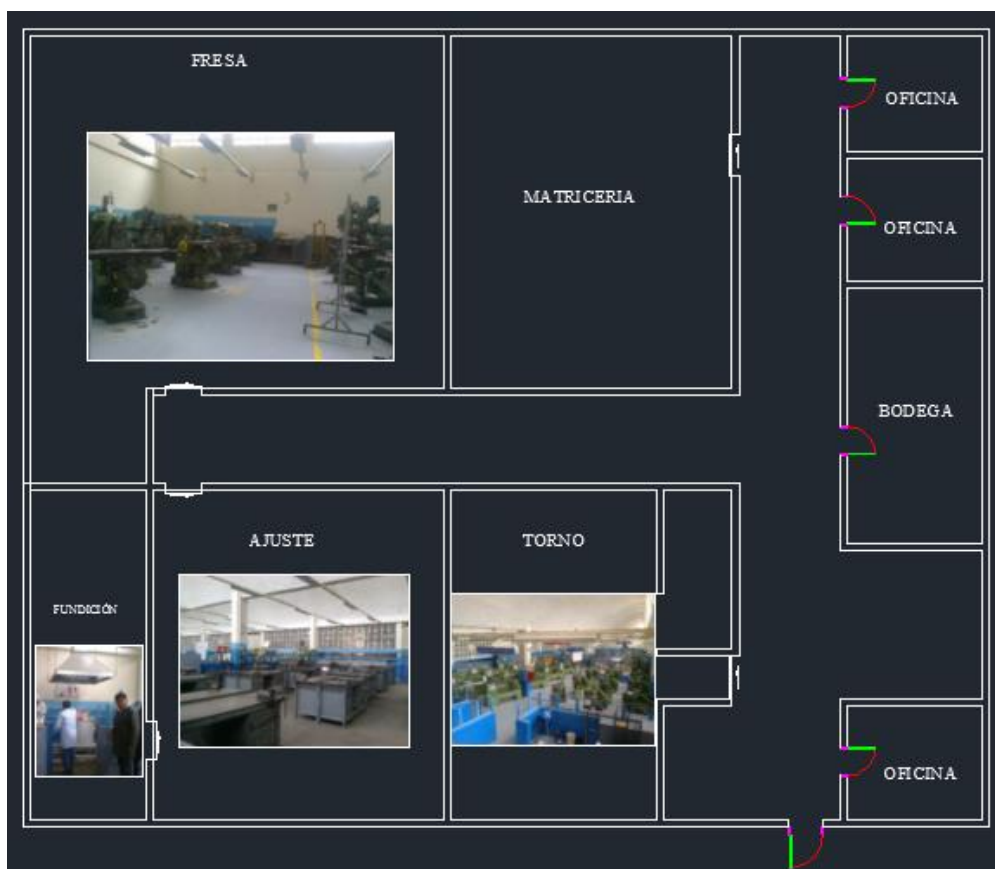 FRESA
OFICINA
MATRICERIA
OFICINA
BODEGA
AJUSTE
TORNO
FUNDICIÓN
OFICINA